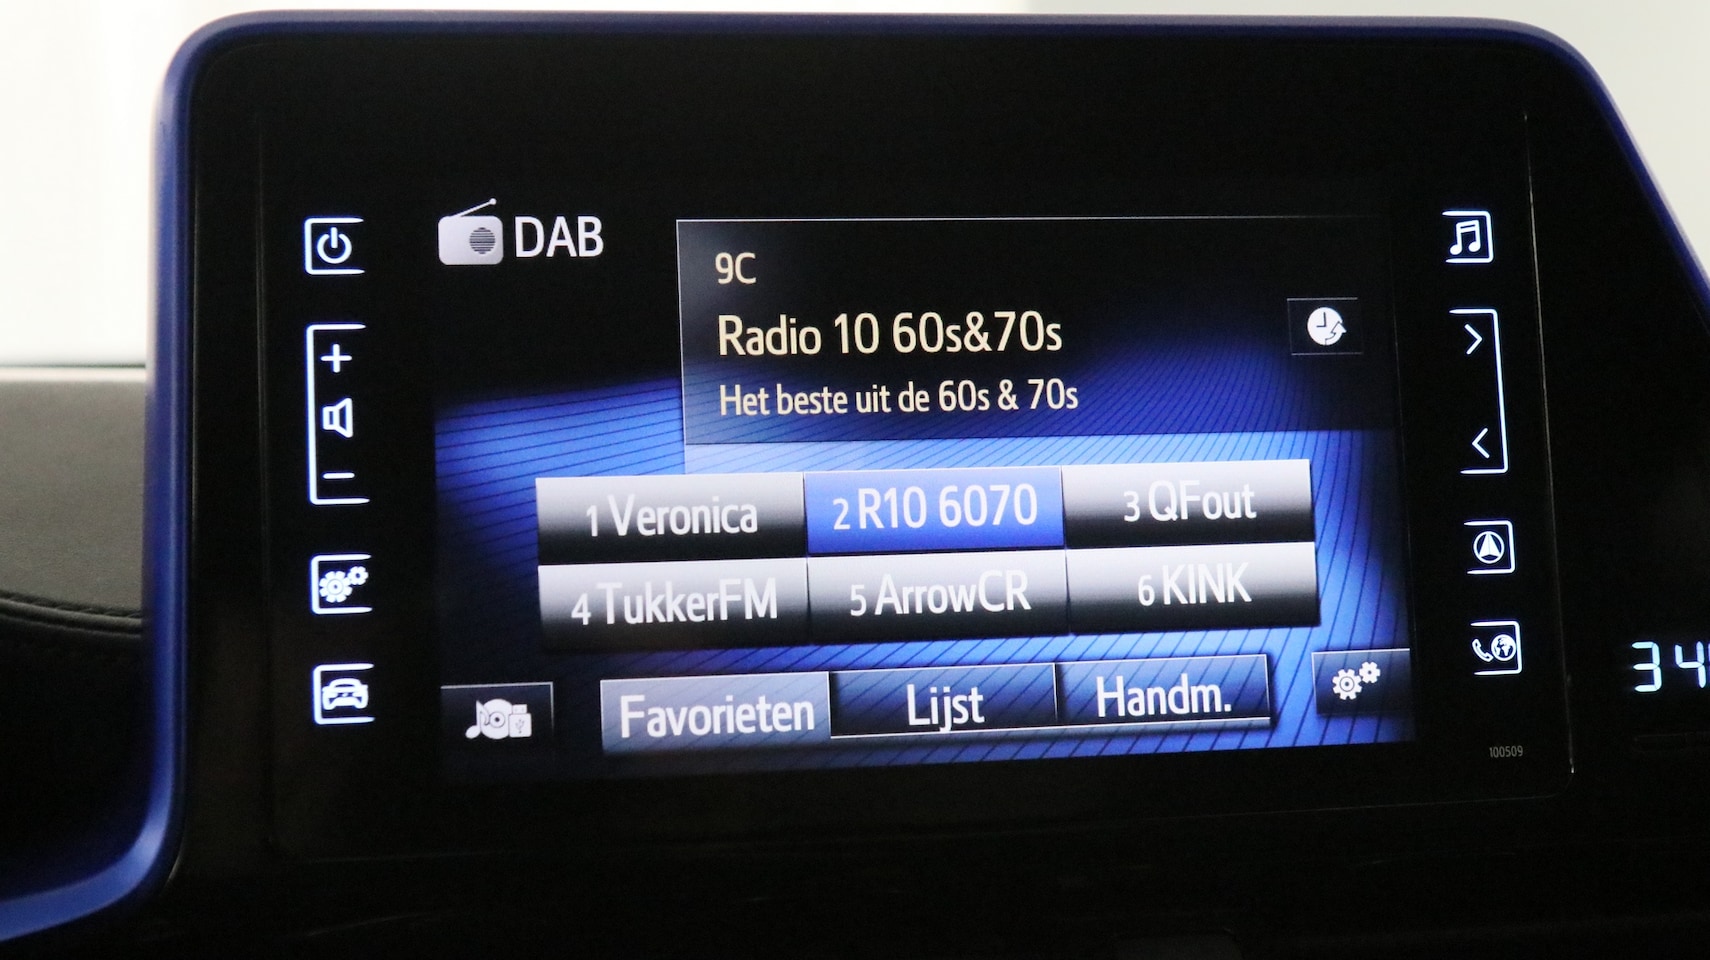 DAB
9C
Radio 10 60s&70s
Het beste uit de 60s & 70s
1 Veronica 2 R10 6070 3 QFout
4 TukkerFM 5 ArrowCR 6 KINK
Favorieten Lijst Handm.
100509